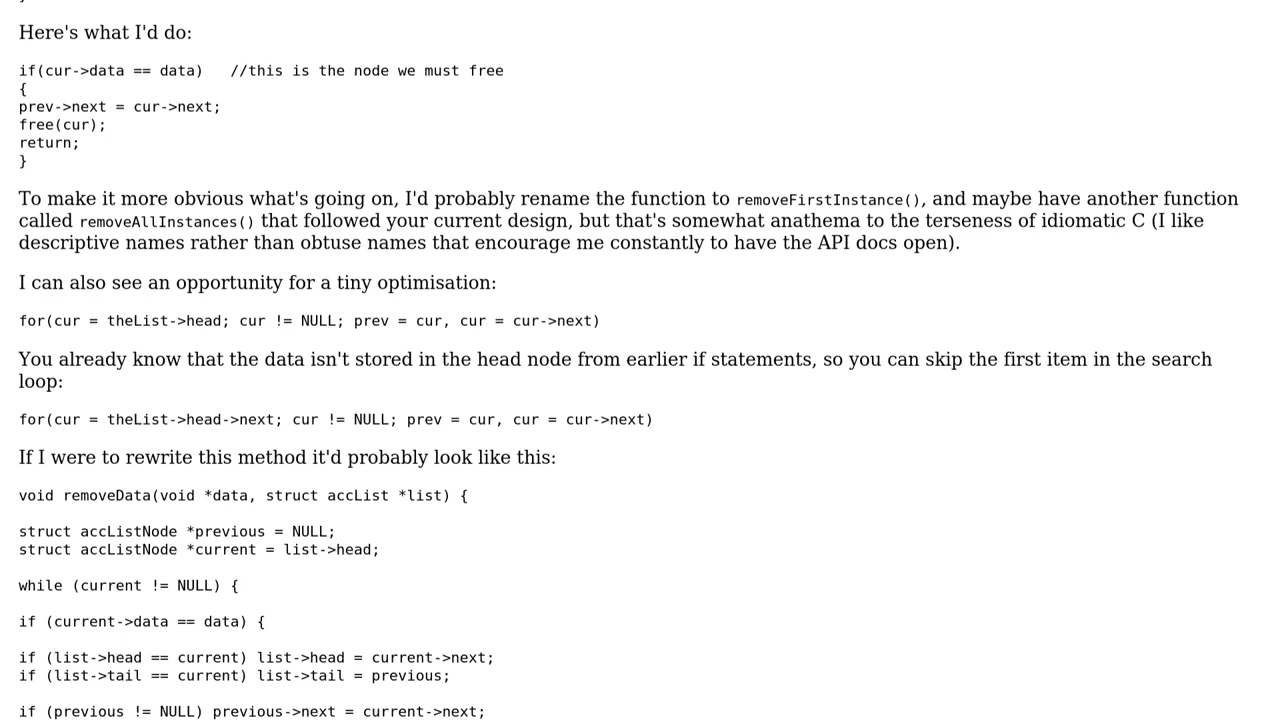 Here's what I'd do:
if(cur->data == data)   //this is the node we must free
{
prev->next = cur->next;
free(cur);
return;
}
To make it more obvious what's going on, I'd probably rename the function to removeFirstInstance(), and maybe have another function
called removeAllInstances() that followed your current design, but that's somewhat anathema to the terseness of idiomatic C (I like
descriptive names rather than obtuse names that encourage me constantly to have the API docs open).
I can also see an opportunity for a tiny optimisation:
for(cur = theList->head; cur != NULL; prev = cur, cur = cur->next)
You already know that the data isn't stored in the head node from earlier if statements, so you can skip the first item in the search
loop:
for(cur = theList->head->next; cur != NULL; prev = cur, cur = cur->next)
If I were to rewrite this method it'd probably look like this:
void removeData(void *data, struct accList *list) {
struct accListNode *previous = NULL;
struct accListNode *current = list->head;
while (current != NULL) {
if (current->data == data) {
if (list->head == current) list->head = current->next;
if (list->tail == current) list->tail = previous;
if (previous != NULL) previous->next = current->next;